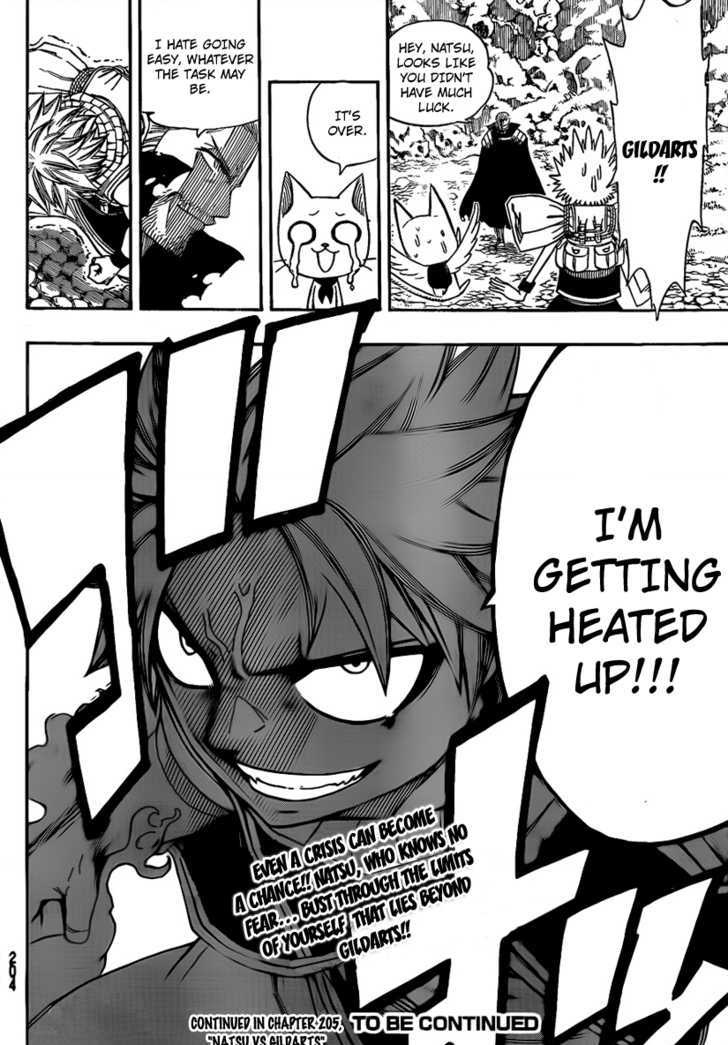 GILDARTS
!!
HEY, NATSU,
LOOKS LIKE
YOU DIDN'T
HAVE MUCH
LUCK.
IT'S
OVER.
I HATE GOING
EASY, WHATEVER
THE TASK MAY
BE.
I'M
GETTING
HEATED
UP!!!
EVEN A CRISIS CAN BECOME
A CHANCE!! NATSU, WHO KNOWS NO
FEAR... BUST THROUGH THE LIMITS
OF YOURSELF THAT LIES BEYOND
GILDARTS!!
204
CONTINUED IN CHAPTER 205, TO BE CONTINUED
"NATSU VS GILDARTS"